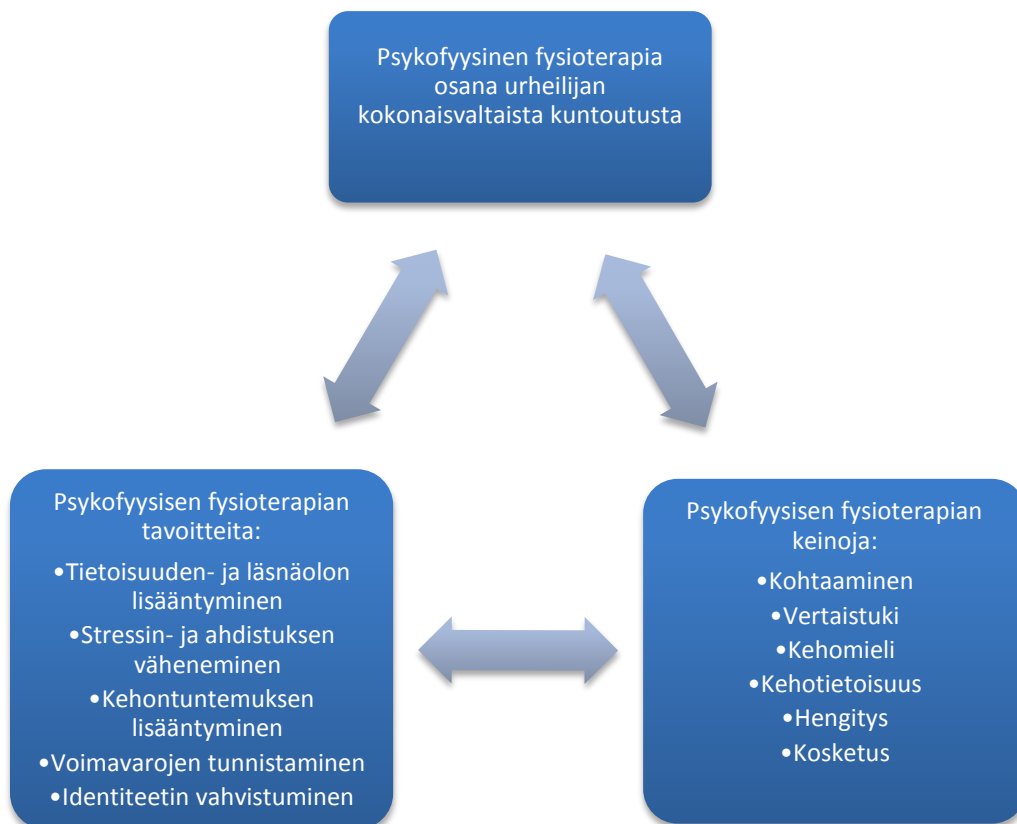 Psykofyysinen fysioterapia
osana urheilijan
kokonaisvaltaista kuntoutusta
Psykofyysisen fysioterapian
tavoitteita:
•Tietoisuuden- ja läsnäolon
lisääntyminen
•Stressin- ja ahdistuksen
väheneminen
•Kehontuntemuksen
lisääntyminen
•Voimavarojen tunnistaminen
•Identiteetin vahvistuminen
Psykofyysisen fysioterapian
keinoja:
•Kohtaaminen
•Vertaistuki
•Kehomieli
•Kehotietoisuus
•Hengitys
•Kosketus